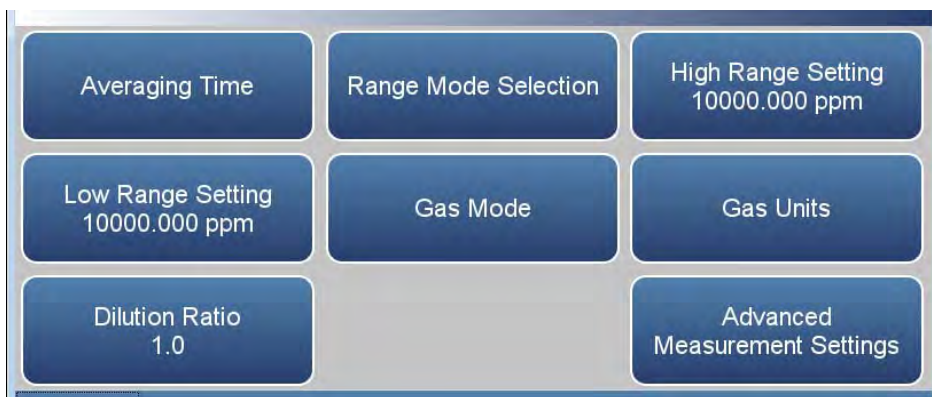 Averaging Time
Range Mode Selection
High Range Setting
10000.000 ppm
Low Range Setting
10000.000 ppm
Gas Mode
Gas Units
Dilution Ratio
1.0
Advanced
Measurement Settings